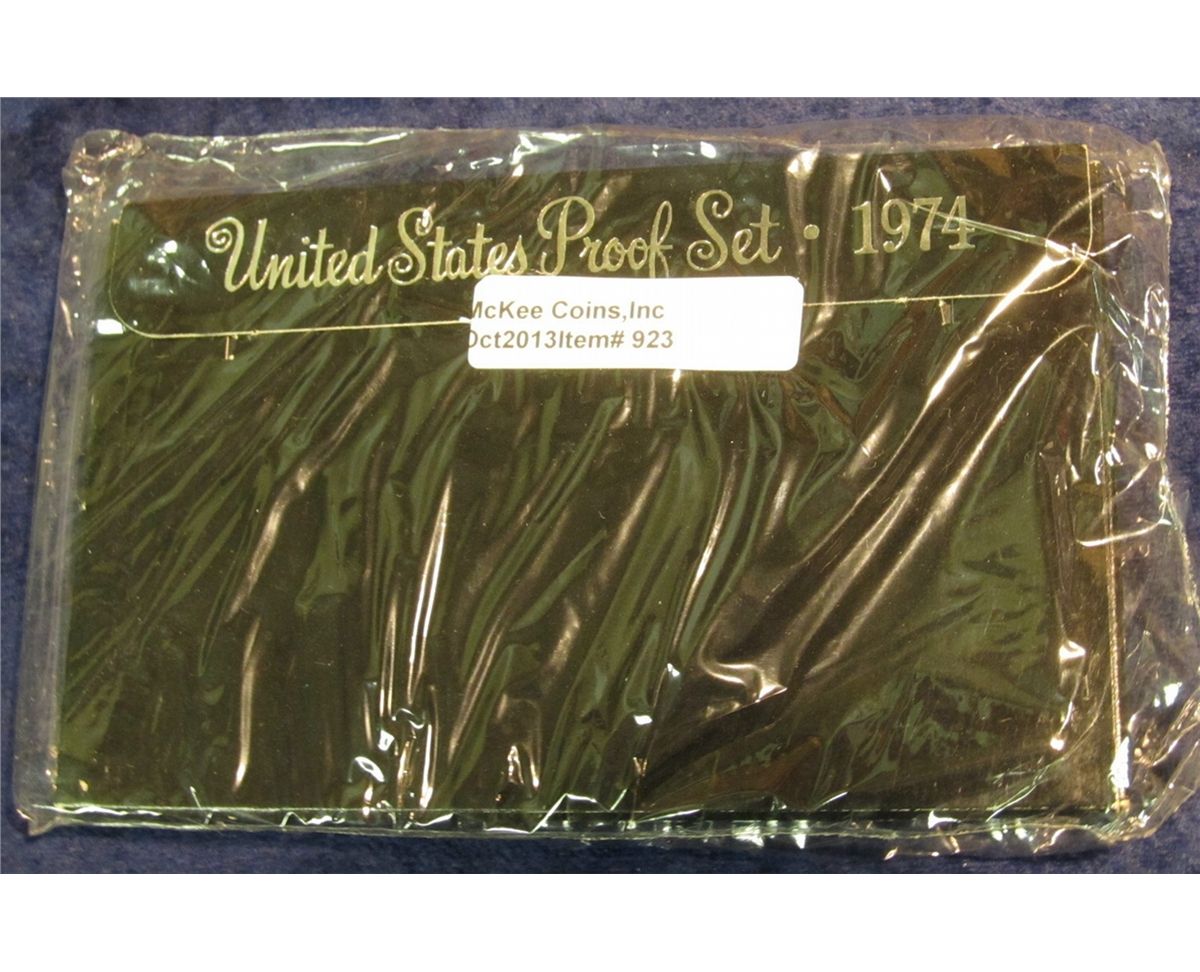 United States Proof Set · 1974
McKee Coins,Inc
Oct2013Item# 923